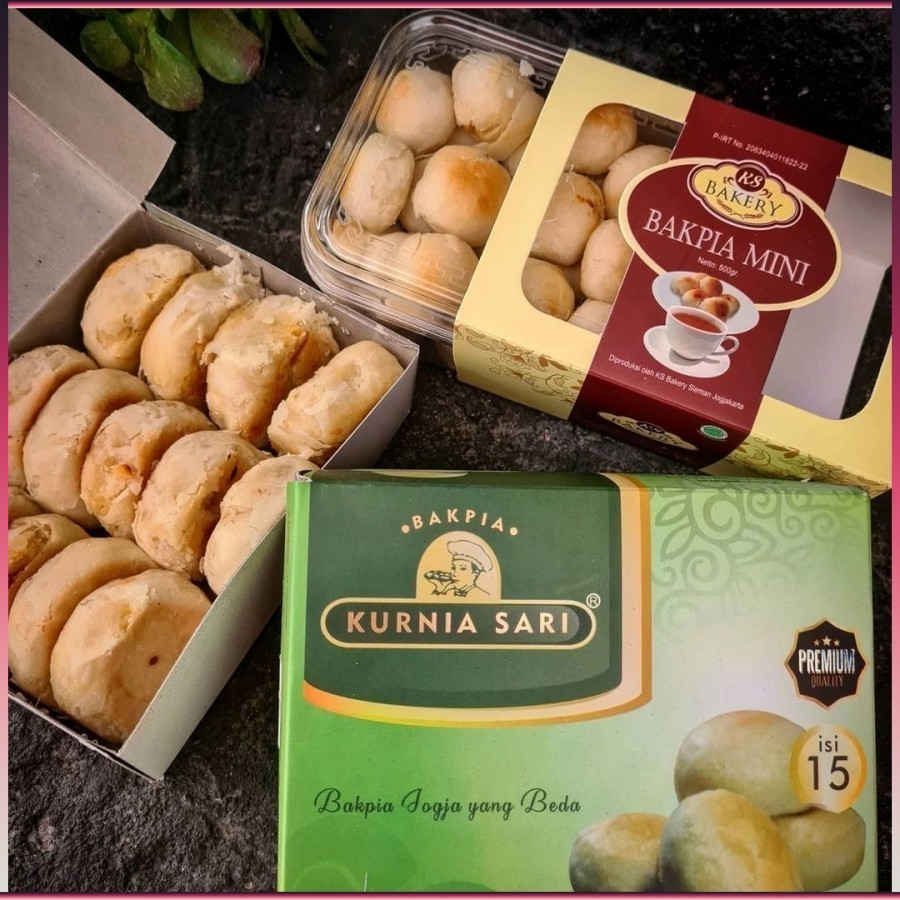 P-IRT No. 2063404011622-22
KS
BAKERY
BAKPIA MINI
Netto: 500gr.
Diproduksi oleh KS Bakery Sleman Jogjakarta
BAKERY
• BAKPIA •
KURNIA SARI ®
PREMIUM
QUALITY
isi
15
Bakpia Jogja yang Beda